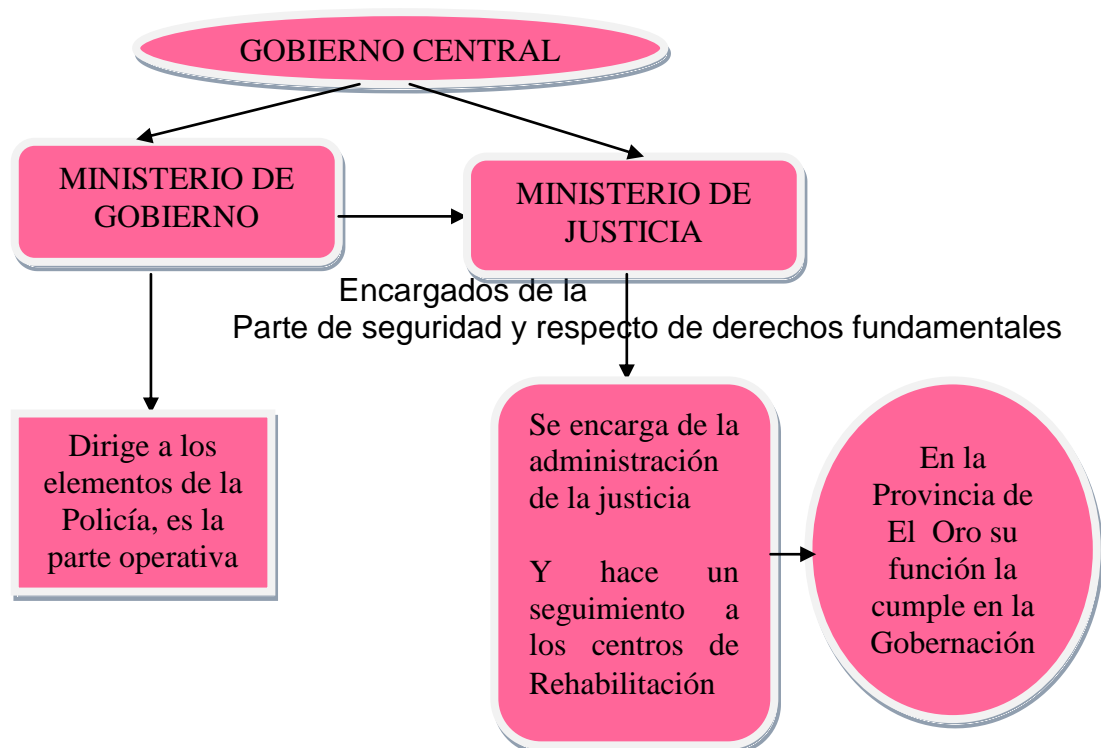 GOBIERNO CENTRAL
MINISTERIO DE
GOBIERNO
MINISTERIO DE
JUSTICIA
Encargados de la
Parte de seguridad y respecto de derechos fundamentales
Dirige a los
elementos de la
Policía, es la
parte operativa
Se encarga de la
administración
de la justicia
Y hace un
seguimiento a
los centros de
Rehabilitación
En la
Provincia de
El Oro su
función la
cumple en la
Gobernación